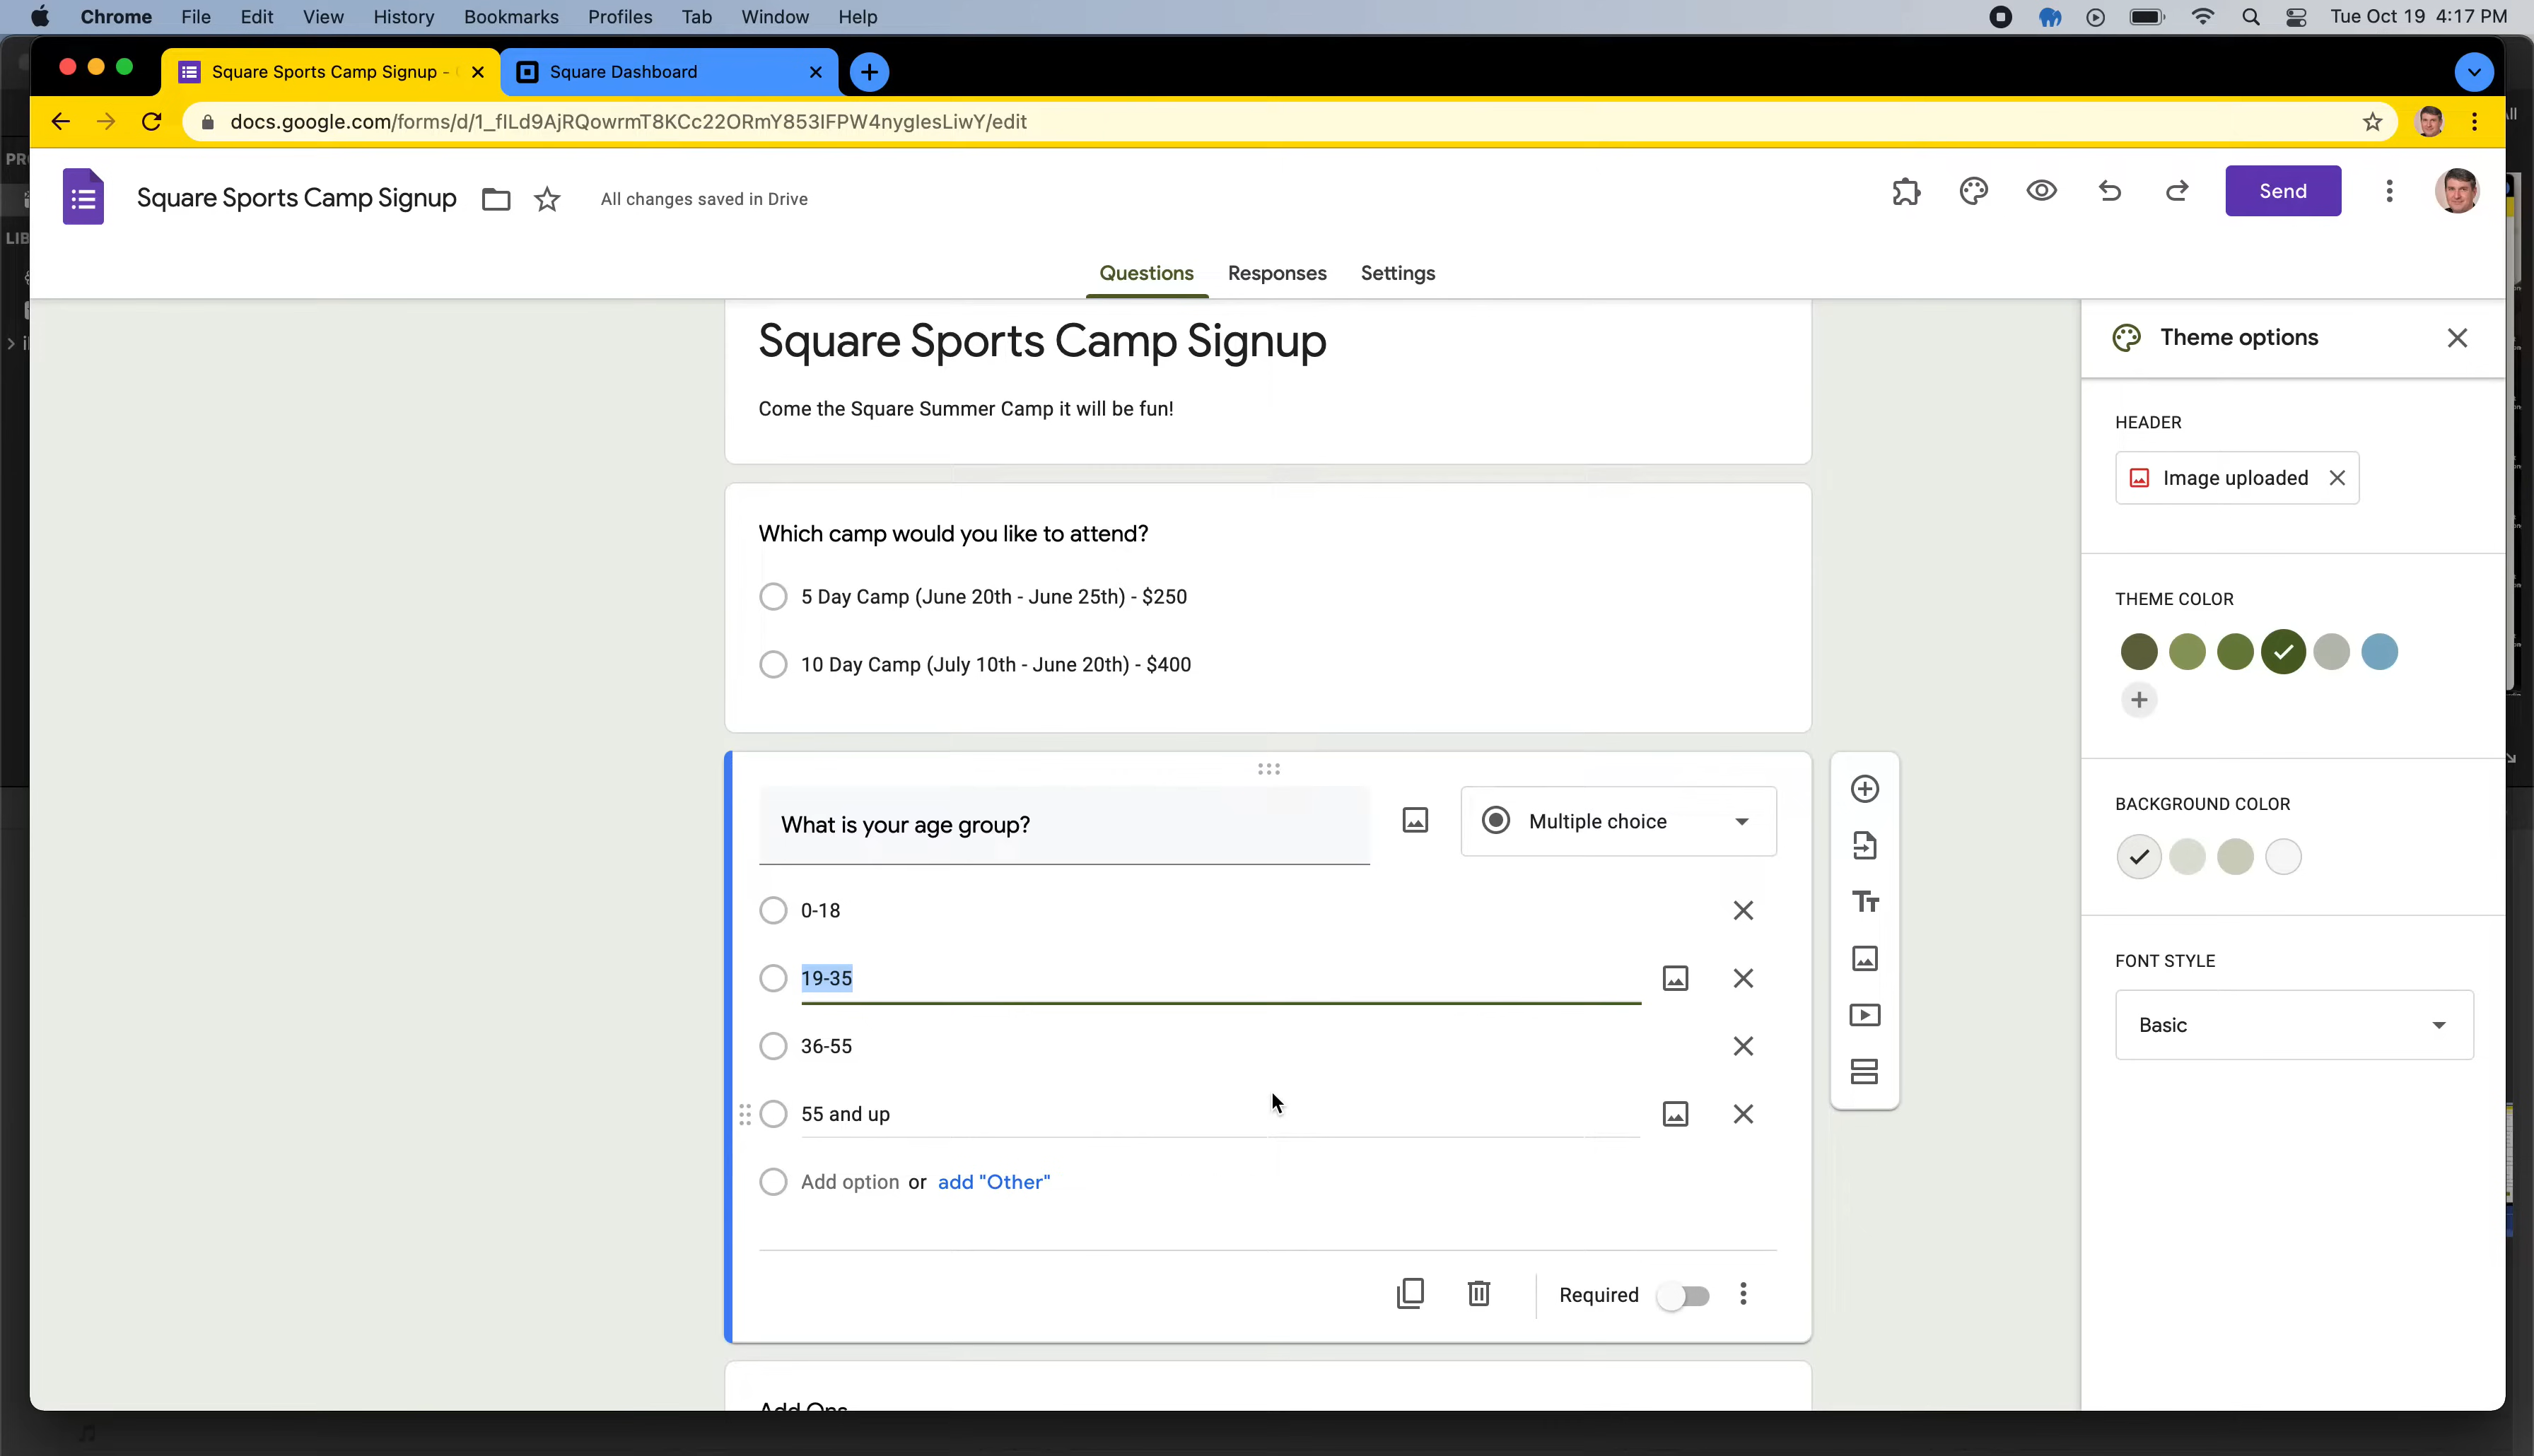 Chrome File Edit View History Bookmarks Profiles Tab Window Help Tue Oct 19 4:17 PM
Square Sports Camp Signup - Square Dashboard
docs.google.com/forms/d/1_fILd9AjRQowrmT8KCc22ORmY853IFPW4nyglesLiwY/edit
Square Sports Camp Signup All changes saved in Drive Send
Questions Responses Settings
Square Sports Camp Signup
Come the Square Summer Camp it will be fun!
Which camp would you like to attend?
5 Day Camp (June 20th - June 25th) - $250
10 Day Camp (July 10th - June 20th) - $400
What is your age group?
Multiple choice
0-18
19-35
36-55
55 and up
Add option or add "Other"
Required
Add Ons
Theme options
HEADER
Image uploaded
THEME COLOR
BACKGROUND COLOR
FONT STYLE
Basic